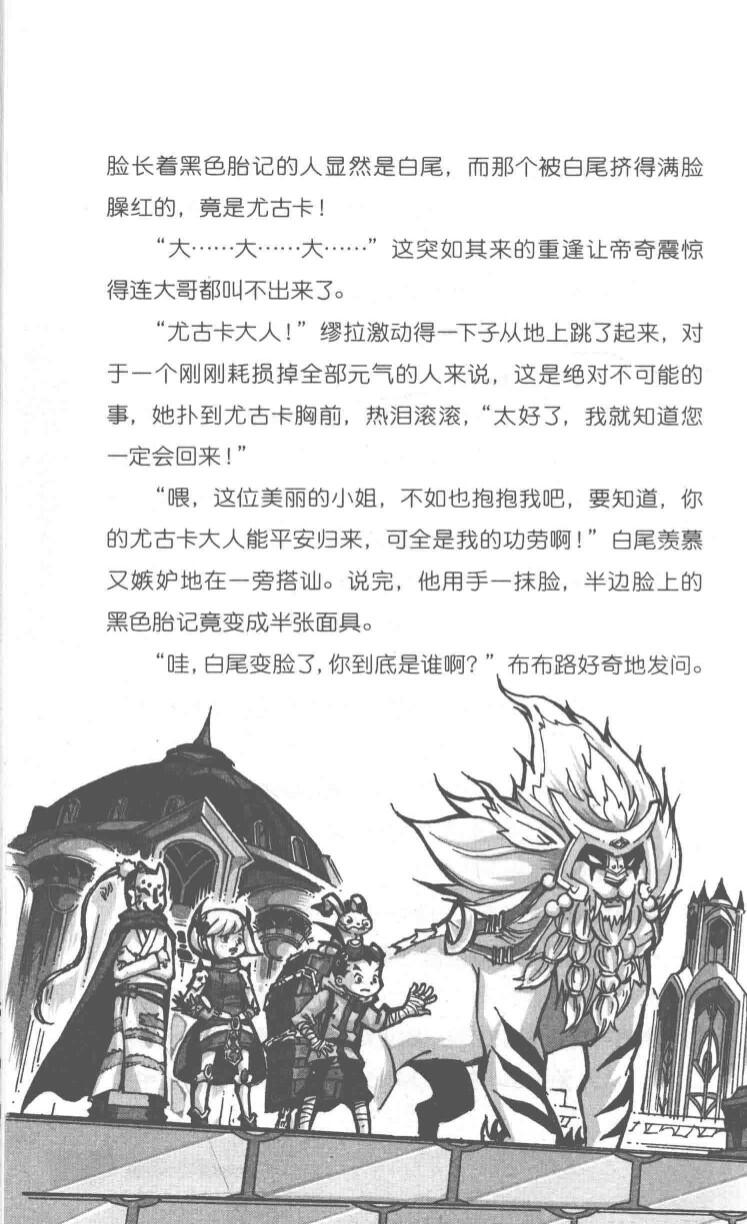 脸长着黑色胎记的人显然是白尾，而那个被白尾挤得满脸
臊红的，竟是尤古卡！
“大……大……大……”这突如其来的重逢让帝奇震惊
得连大哥都叫不出来了。
“尤古卡大人！”缪拉激动得一下子从地上跳了起来，对
于一个刚刚耗损掉全部元气的人来说，这是绝对不可能的
事，她扑到尤古卡胸前，热泪滚滚，“太好了，我就知道您
一定会回来！”
“喂，这位美丽的小姐，不如也抱抱我吧，要知道，你
的尤古卡大人能平安归来，可全是我的功劳啊！”白尾羡慕
又嫉妒地在一旁搭讪。说完，他用手一抹脸，半边脸上的
黑色胎记竟变成半张面具。
“哇，白尾变脸了，你到底是谁啊？”布布路好奇地发问。